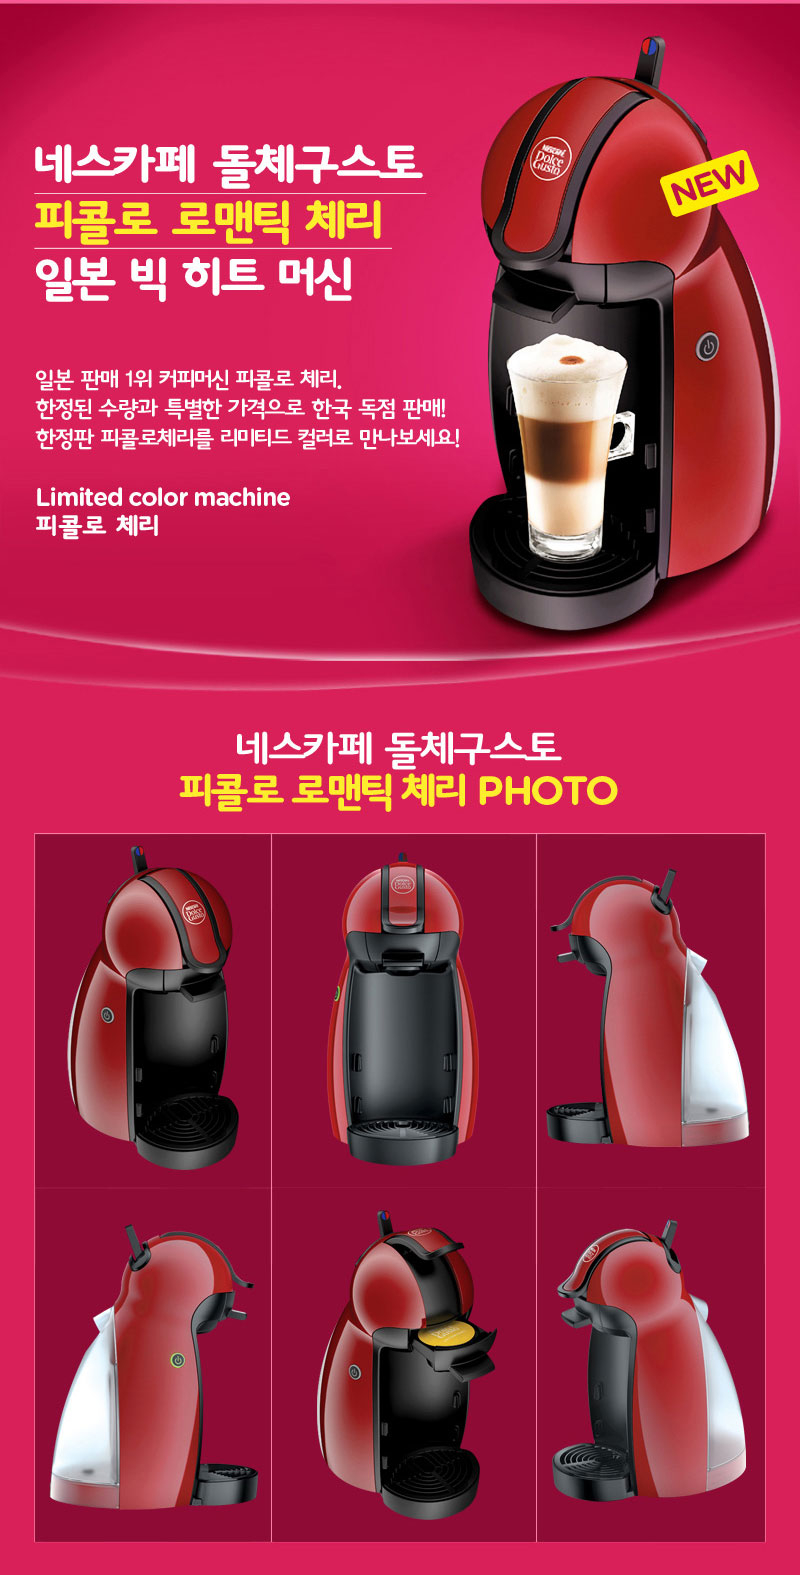 네스카페 돌체구스토
피콜로 로맨틱 체리
일본 빅 히트 머신
NESCAFÉ
Dolce
Gusto
NEW
일본 판매 1위 커피머신 피콜로 체리.
한정된 수량과 특별한 가격으로 한국 독점 판매!
한정판 피콜로체리를 리미티드 컬러로 만나보세요!
Limited color machine
피콜로 체리
네스카페 돌체구스토
피콜로 로맨틱 체리 PHOTO
NESCAFÉ
Dolce
Gusto